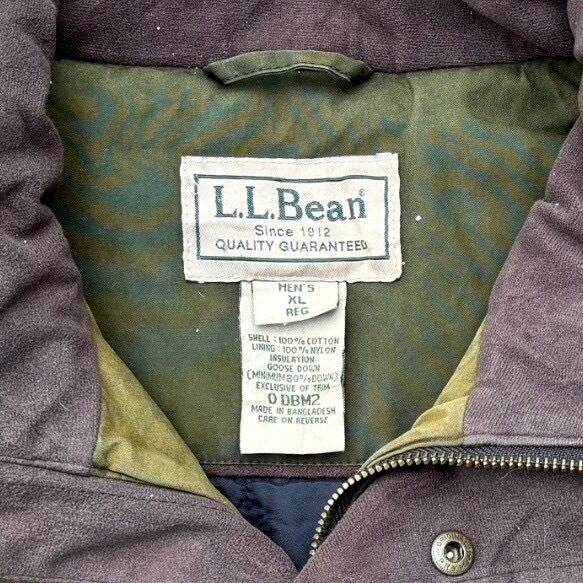 L.L.Bean®
Since 1912
QUALITY GUARANTEED
MEN'S
XL
REG
SHELL : 100% COTTON
LINING : 100% NYLON
INSULATION
GOOSE DOWN
(MINIMUM 80% DOWN)
EXCLUSIVE OF TRIM
0 DBM2
MADE IN BANGLADESH
CARE ON REVERSE